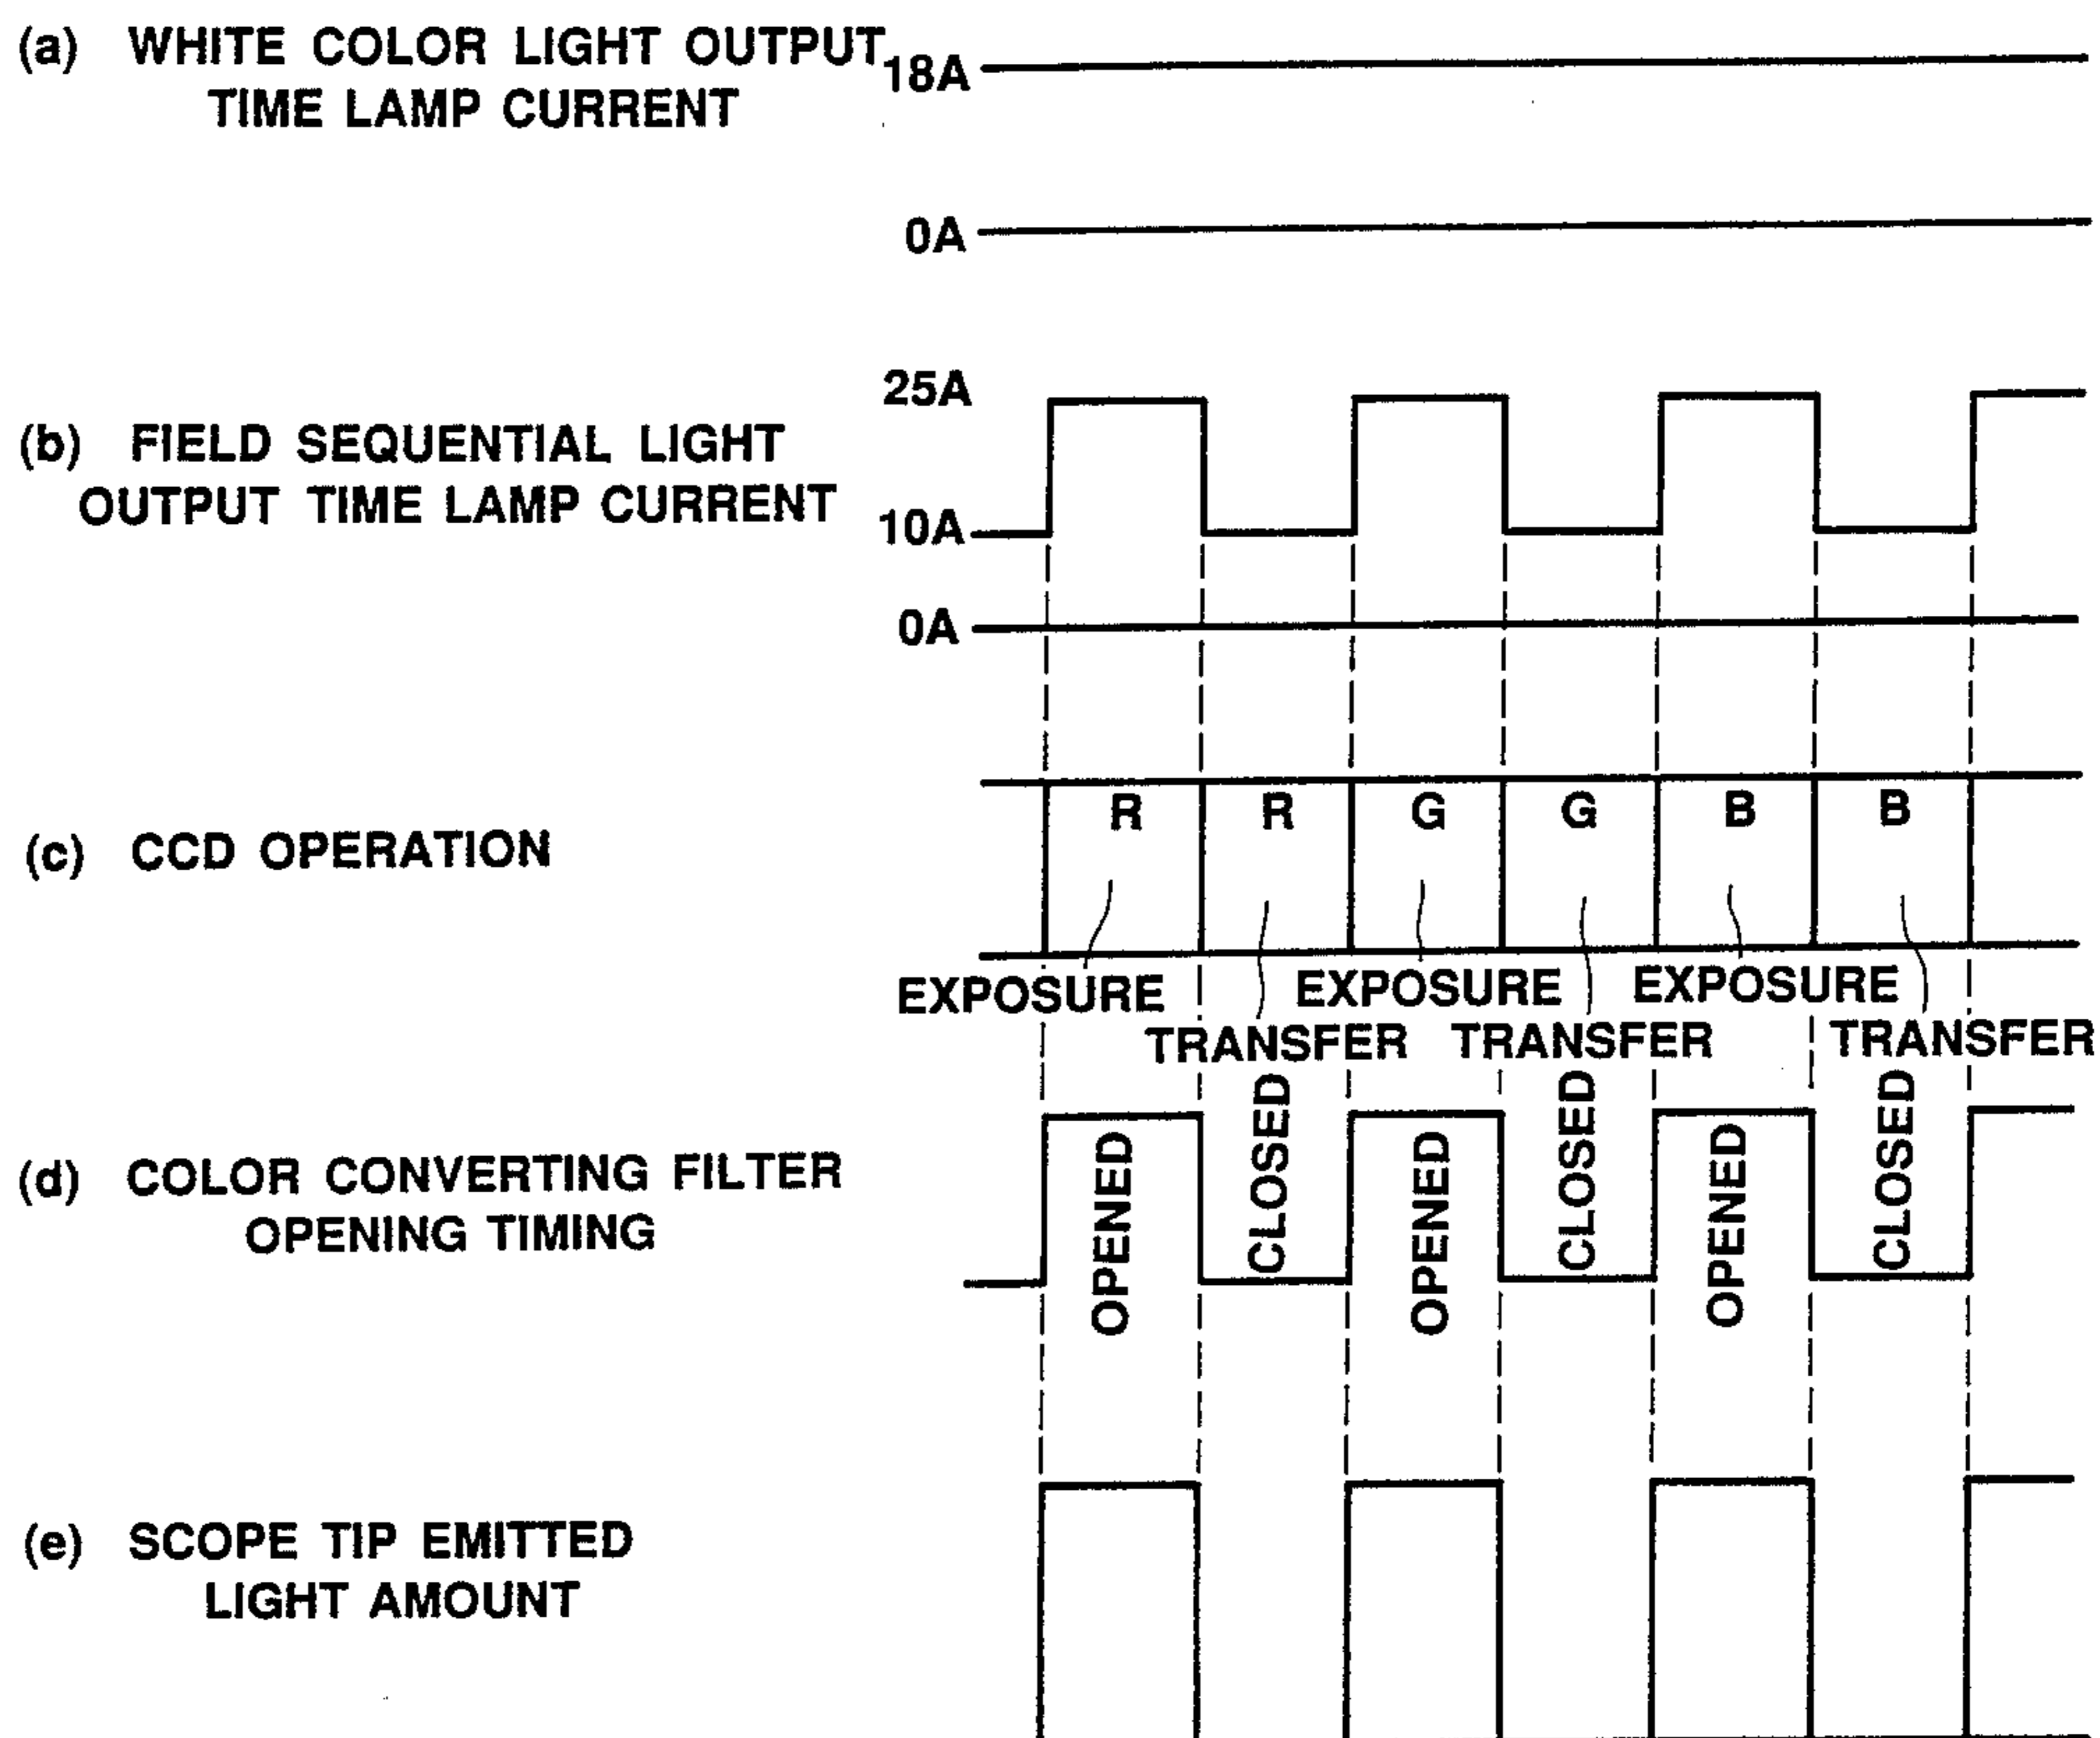 (a) WHITE COLOR LIGHT OUTPUT
TIME LAMP CURRENT
18A
0A
(b) FIELD SEQUENTIAL LIGHT
OUTPUT TIME LAMP CURRENT
25A
10A
0A
(c) CCD OPERATION
R R G G B B
EXPOSURE EXPOSURE EXPOSURE
TRANSFER TRANSFER TRANSFER
(d) COLOR CONVERTING FILTER
OPENING TIMING
OPENED CLOSED OPENED CLOSED OPENED CLOSED
(e) SCOPE TIP EMITTED
LIGHT AMOUNT